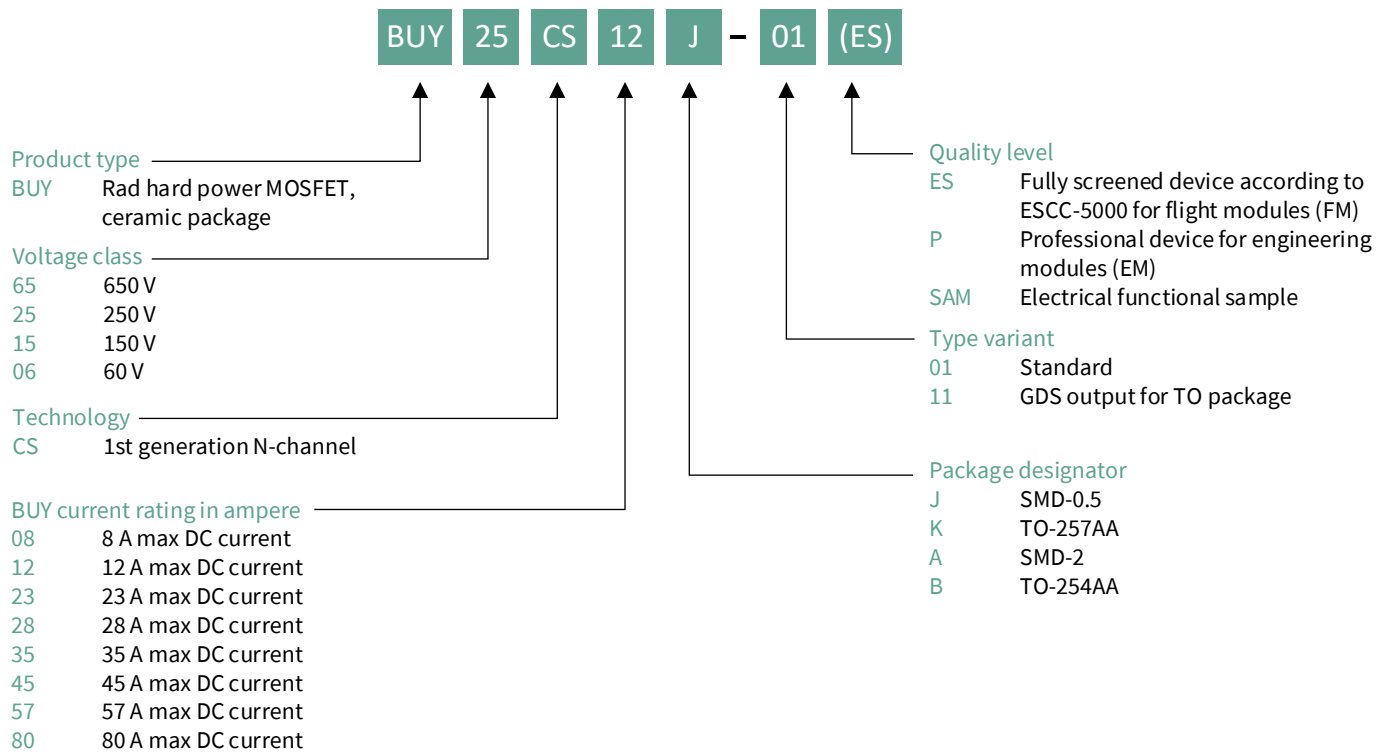 BUY 25 CS 12 J – 01 (ES)
Product type
BUY Rad hard power MOSFET,
ceramic package
Voltage class
65 650 V
25 250 V
15 150 V
06 60 V
Technology
CS 1st generation N-channel
BUY current rating in ampere
08 8 A max DC current
12 12 A max DC current
23 23 A max DC current
28 28 A max DC current
35 35 A max DC current
45 45 A max DC current
57 57 A max DC current
80 80 A max DC current
Quality level
ES Fully screened device according to
ESCC-5000 for flight modules (FM)
P Professional device for engineering
modules (EM)
SAM Electrical functional sample
Type variant
01 Standard
11 GDS output for TO package
Package designator
J SMD-0.5
K TO-257AA
A SMD-2
B TO-254AA